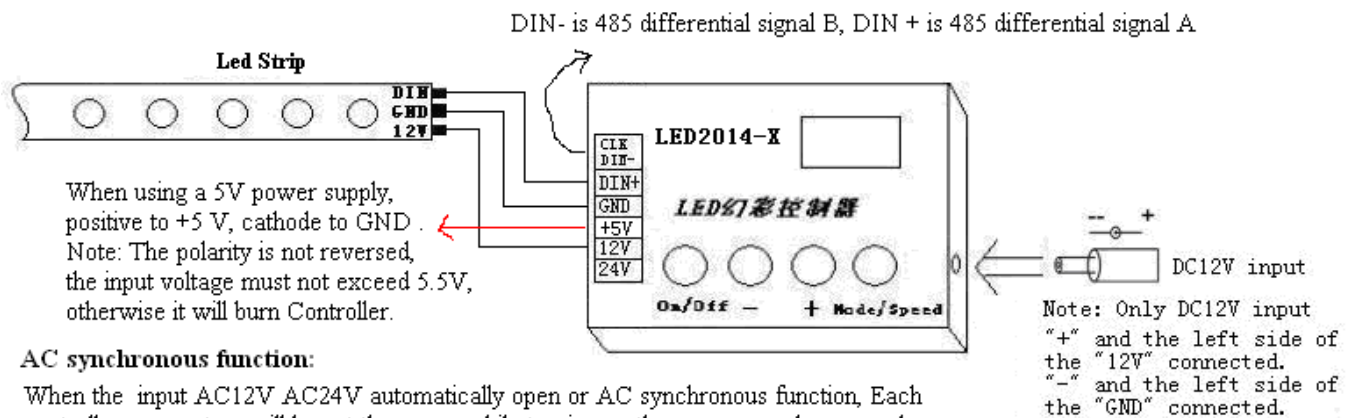 DIN- is 485 differential signal B, DIN + is 485 differential signal A
Led Strip
DIN
GND
12V
CLK
DIN-
DIN+
GND
+5V
12V
24V
LED2014-X
LED幻彩控制器
On/Off
-
+
Mode/Speed
When using a 5V power supply,
positive to +5 V, cathode to GND .
Note: The polarity is not reversed,
the input voltage must not exceed 5.5V,
otherwise it will burn Controller.
-- +
DC12V input
Note: Only DC12V input
"+" and the left side of
the "12V" connected.
"-" and the left side of
the "GND" connected.
AC synchronous function:
When the input AC12V AC24V automatically open or AC synchronous function, Each